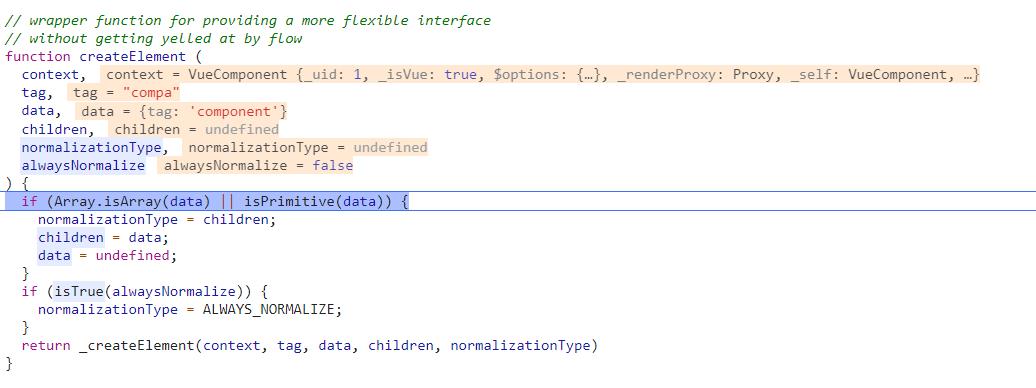 // wrapper function for providing a more flexible interface
// without getting yelled at by flow
function createElement (
context, context = VueComponent {_uid: 1, _isVue: true, $options: {…}, _renderProxy: Proxy, _self: VueComponent, …}
tag, tag = "compa"
data, data = {tag: 'component'}
children, children = undefined
normalizationType, normalizationType = undefined
alwaysNormalize alwaysNormalize = false
) {
if (Array.isArray(data) || isPrimitive(data)) {
normalizationType = children;
children = data;
data = undefined;
}
if (isTrue(alwaysNormalize)) {
normalizationType = ALWAYS_NORMALIZE;
}
return _createElement(context, tag, data, children, normalizationType)
}